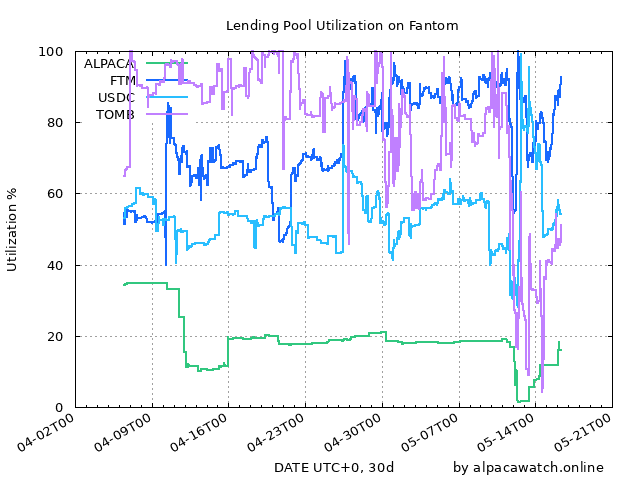 Lending Pool Utilization on Fantom
100
80
60
40
20
0
Utilization %
ALPACA
FTM
USDC
TOMB
04-02T00
04-09T00
04-16T00
04-23T00
04-30T00
05-07T00
05-14T00
05-21T00
DATE UTC+0, 30d
by alpacawatch.online